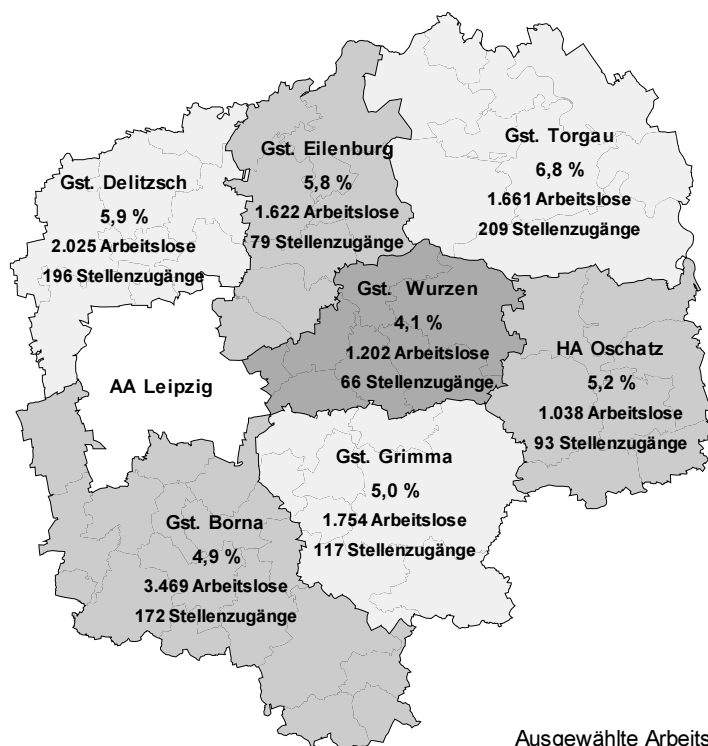 Gst. Torgau
6,8 %
1.661 Arbeitslose
209 Stellenzugänge
Gst. Eilenburg
5,8 %
1.622 Arbeitslose
79 Stellenzugänge
Gst. Delitzsch
5,9 %
2.025 Arbeitslose
196 Stellenzugänge
Gst. Wurzen
4,1 %
1.202 Arbeitslose
66 Stellenzugänge
HA Oschatz
5,2 %
1.038 Arbeitslose
93 Stellenzugänge
AA Leipzig
Gst. Grimma
5,0 %
1.754 Arbeitslose
117 Stellenzugänge
Gst. Borna
4,9 %
3.469 Arbeitslose
172 Stellenzugänge
Ausgewählte Arbeits